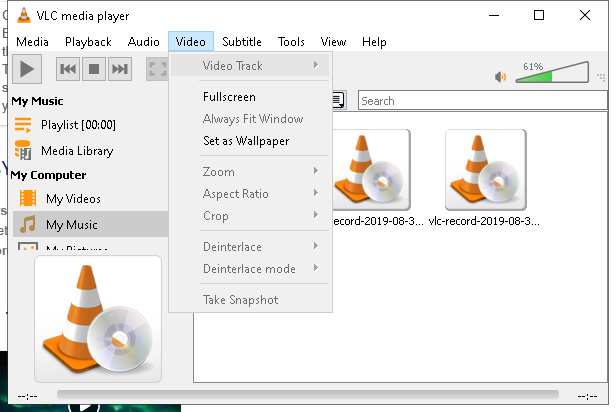 VLC media player
Media Playback Audio Video Subtitle Tools View Help
61%
My Music
Playlist [00:00]
Media Library
My Computer
My Videos
My Music
Video Track
Fullscreen
Always Fit Window
Set as Wallpaper
Zoom
Aspect Ratio
Crop
Deinterlace
Deinterlace mode
Take Snapshot
Search
record-2019-08-3...
vlc-record-2019-08-3...
--:--
--:--